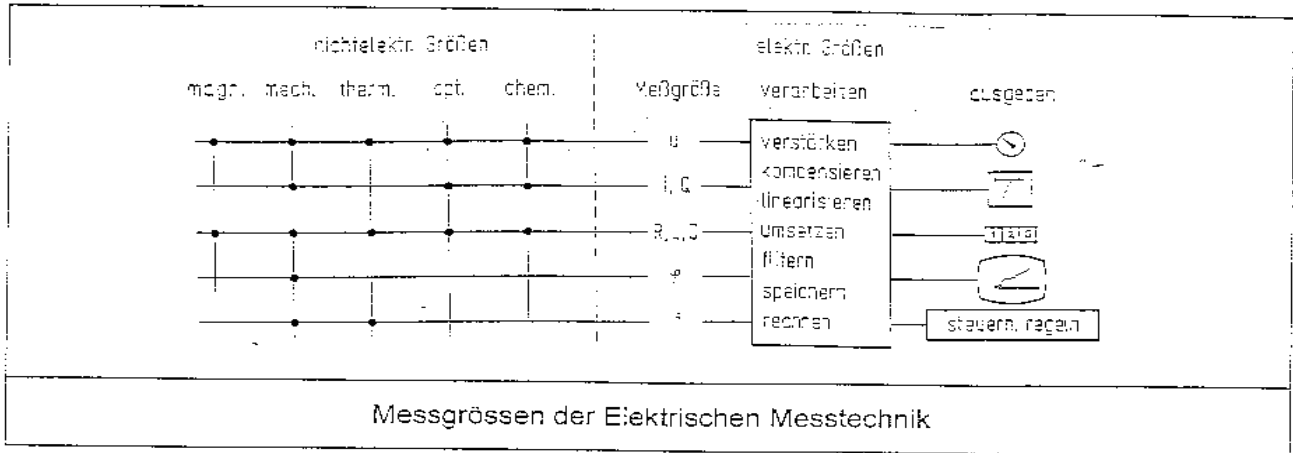 nichtelektr. Größen elektr. Größen
magn. mech. therm. opt. chem. Meßgröße verarbeiten ausgeben
u verstärken
kompensieren
I, Q
linearisieren
R, L, C umsetzen
filtern
φ
speichern
rechnen steuern, regeln
Messgrössen der Elektrischen Messtechnik